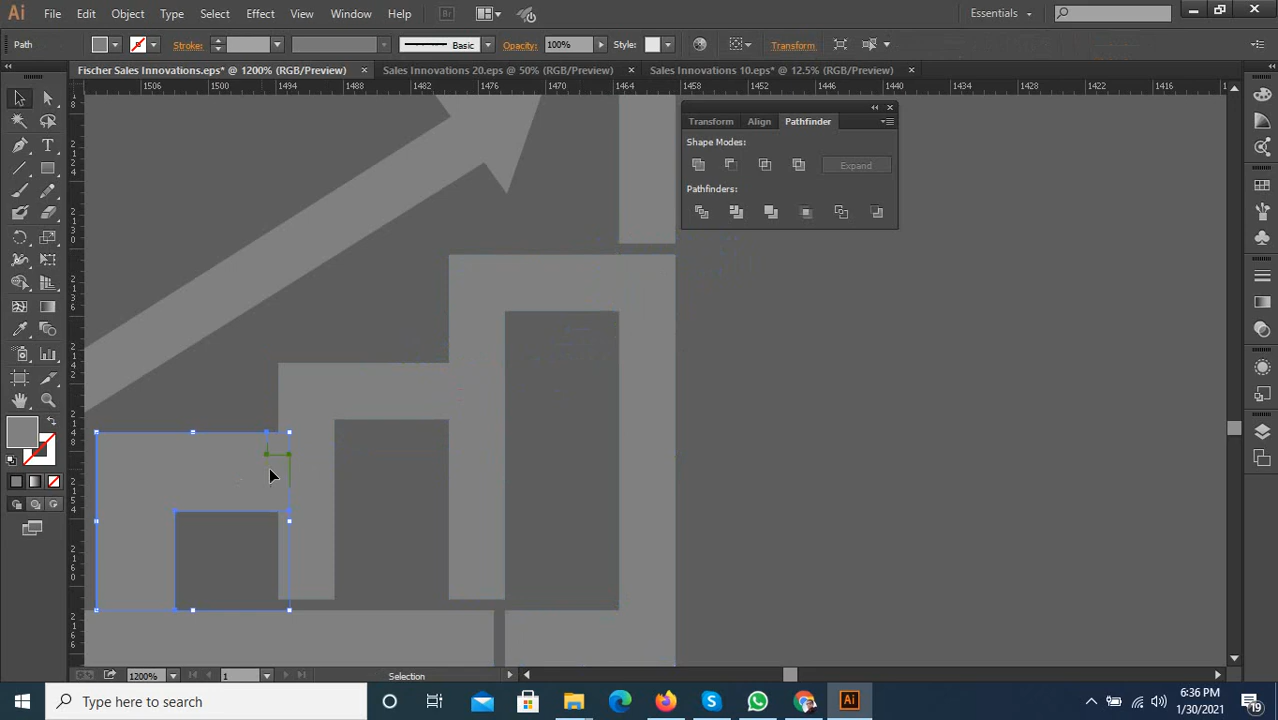 Ai File Edit Object Type Select Effect View Window Help Br Essentials
Path Stroke: Basic Opacity: 100% Style: Transform
Fischer Sales Innovations.eps* @ 1200% (RGB/Preview) × Sales Innovations 20.eps @ 50% (RGB/Preview) × Sales Innovations 10.eps* @ 12.5% (RGB/Preview) ×
1506 1500 1494 1488 1482 1476 1470 1464 1458 1452 1446 1440 1434 1428 1422 1416
Transform Align Pathfinder
Shape Modes:
Expand
Pathfinders:
1200% 1 Selection
Type here to search
6:36 PM
1/30/2021
19